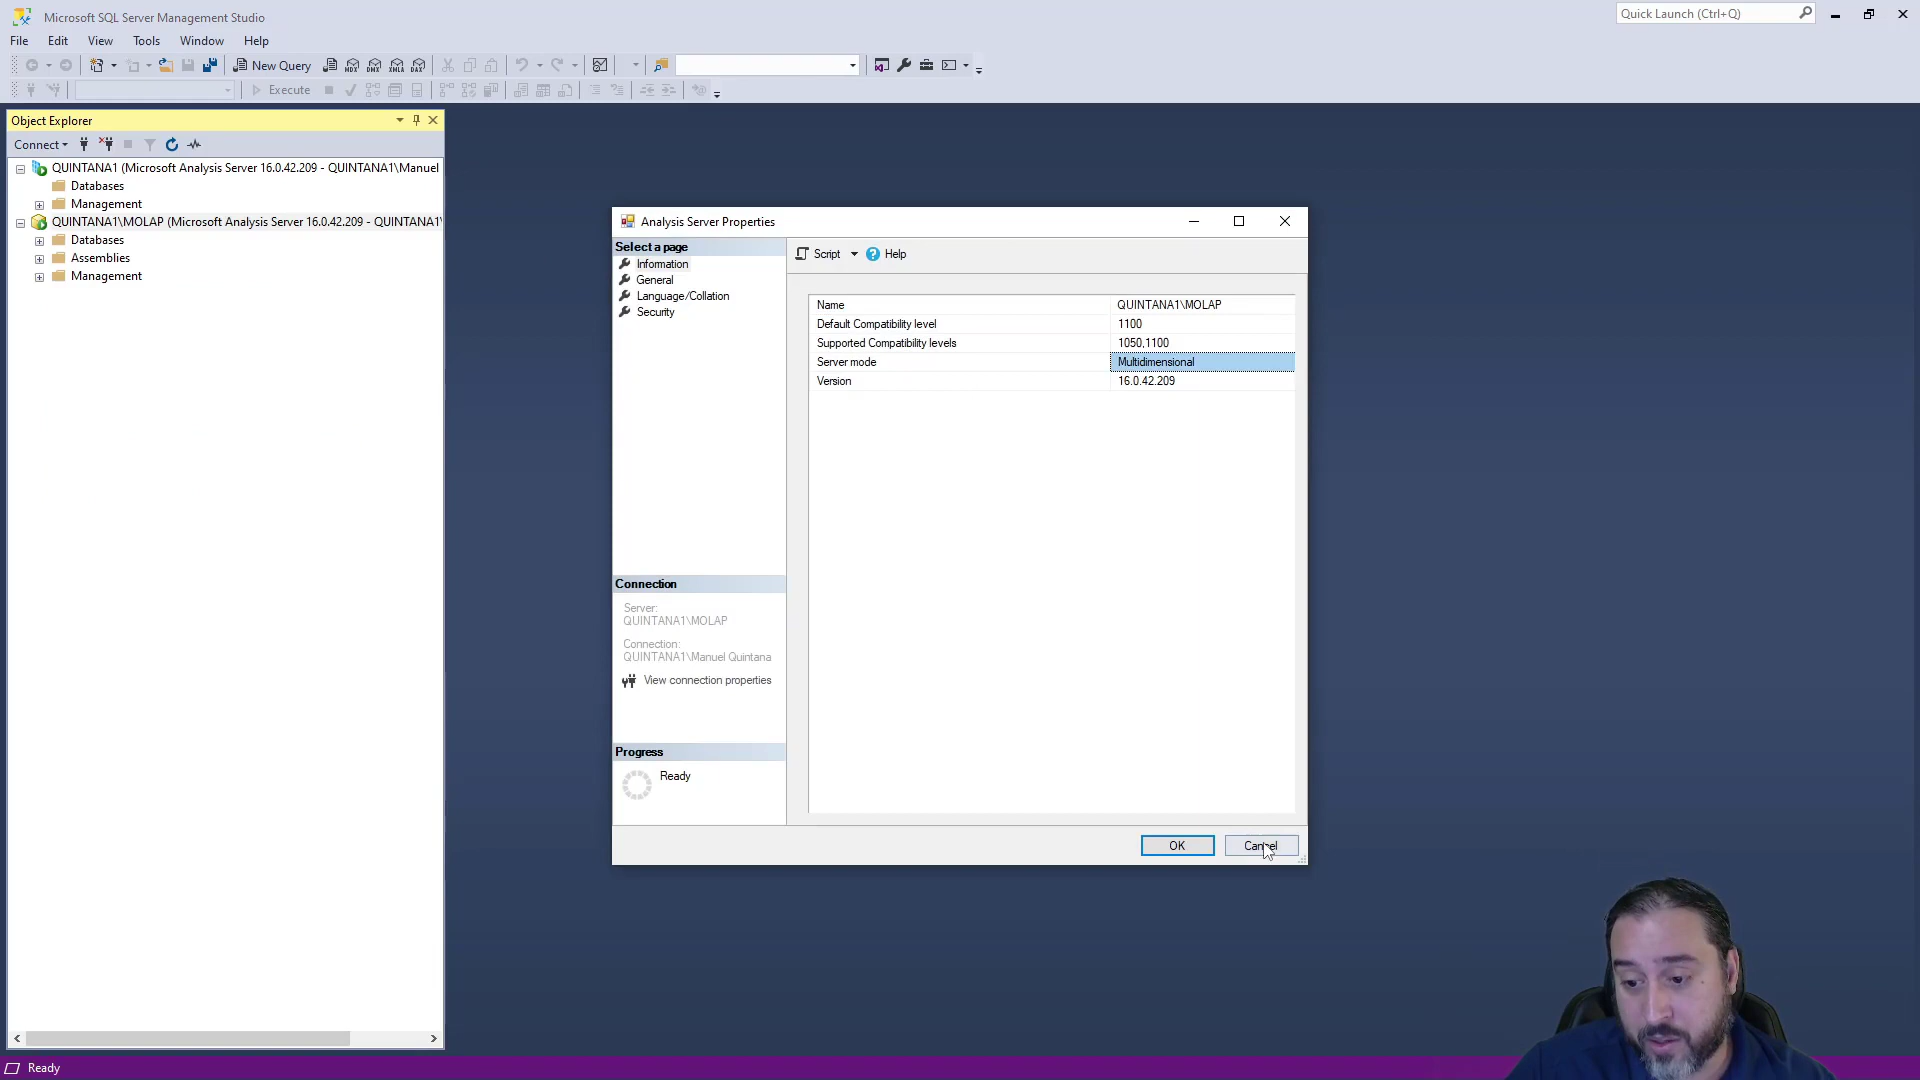 Microsoft SQL Server Management Studio
Quick Launch (Ctrl+Q)
File Edit View Tools Window Help
New Query MDX DMX XMLA DAX
Execute
Object Explorer
Connect
QUINTANA1 (Microsoft Analysis Server 16.0.42.209 - QUINTANA1\Manuel
Databases
Management
QUINTANA1\MOLAP (Microsoft Analysis Server 16.0.42.209 - QUINTANA1\
Databases
Assemblies
Management
Analysis Server Properties
Select a page
Information
General
Language/Collation
Security
Script Help
Name QUINTANA1\MOLAP
Default Compatibility level 1100
Supported Compatibility levels 1050,1100
Server mode Multidimensional
Version 16.0.42.209
Connection
Server:
QUINTANA1\MOLAP
Connection:
QUINTANA1\Manuel Quintana
View connection properties
Progress
Ready
OK Cancel
Ready